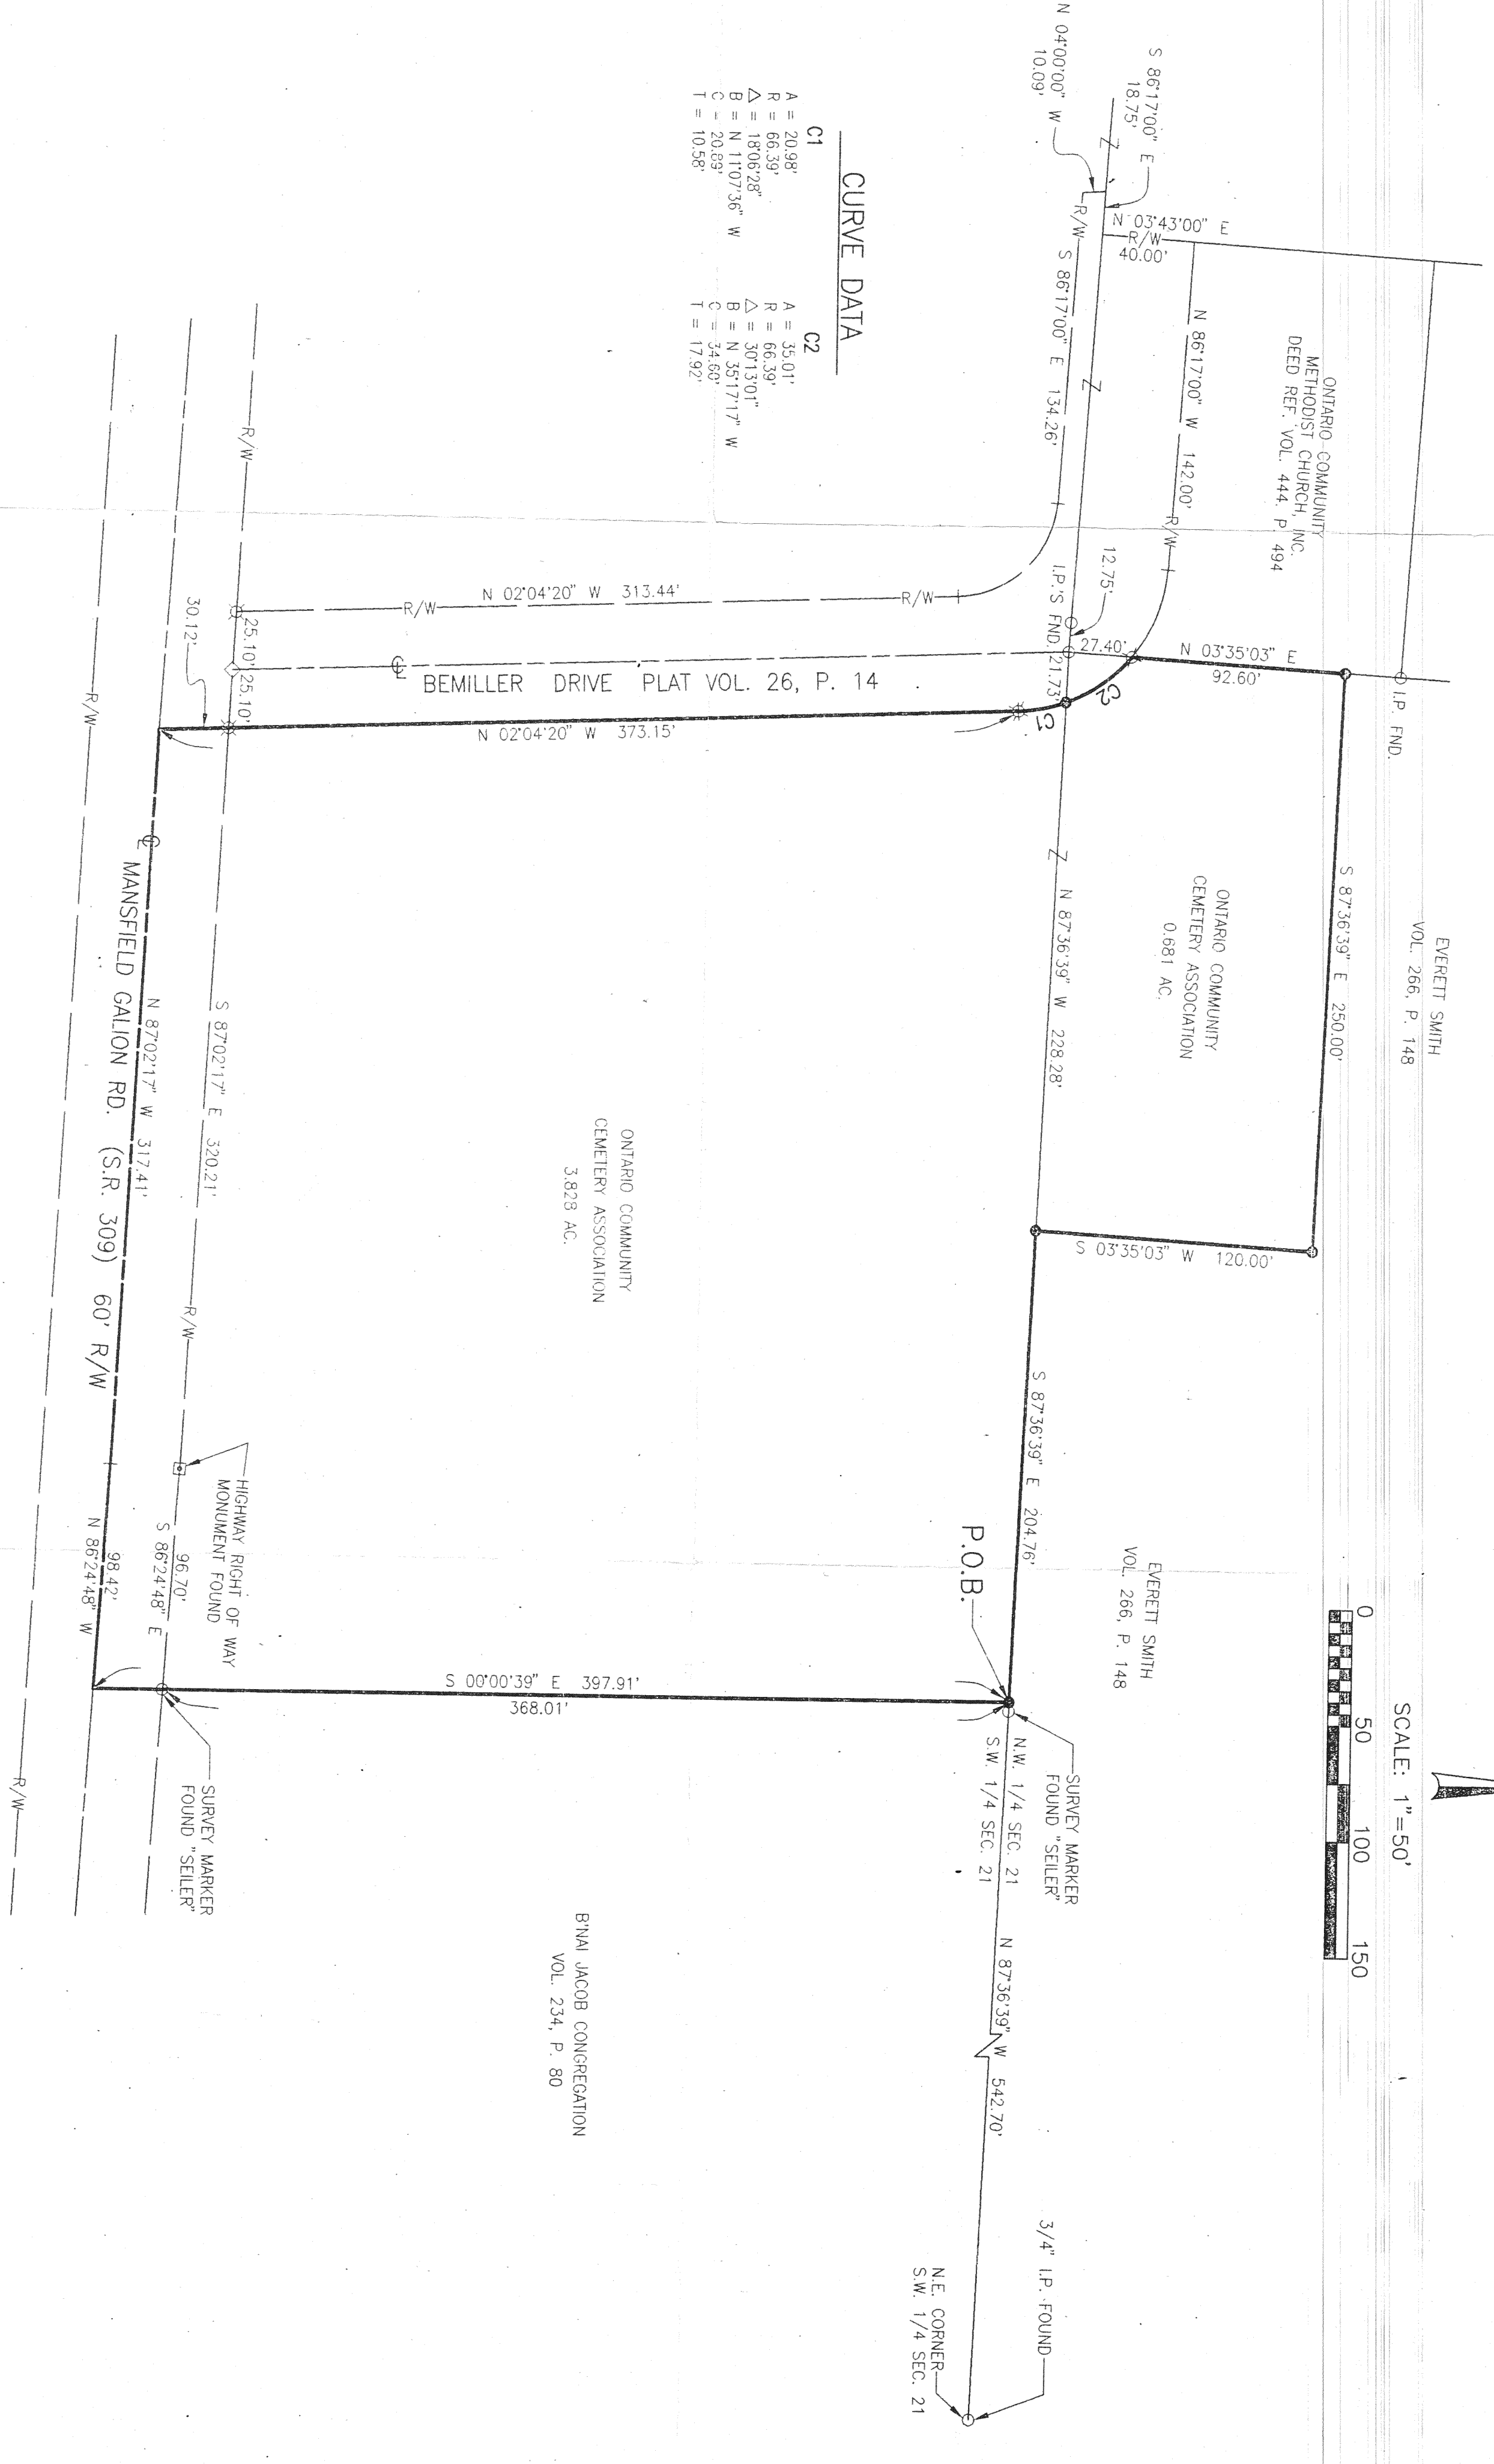 N 04°00'00" W
10.09'
S 86°17'00" E
18.75'
N 03°43'00" E
R/W
40.00'
R/W
S 86°17'00" E 134.26'
N 86°17'00" W 142.00'
R/W
ONTARIO COMMUNITY
METHODIST CHURCH, INC.
DEED REF. VOL. 444, P. 494
CURVE DATA
C1
A = 20.98'
R = 66.39'
△ = 18°06'28"
B = N 11°07'36" W
C = 20.89'
T = 10.58'
C2
A = 35.01'
R = 66.39'
△ = 30°13'01"
B = N 35°17'17" W
C = 34.60'
T = 17.92'
12.75'
I.P.'S FND.
21.73'
27.40'
N 03°35'03" E
92.60'
I.P. FND.
C2
C1
R/W
R/W
N 02°04'20" W 313.44'
R/W
R/W
30.12'
25.10'
25.10'
℄
BEMILLER DRIVE PLAT VOL. 26, P. 14
N 02°04'20" W 373.15'
EVERETT SMITH
VOL. 266, P. 148
S 87°36'39" E 250.00'
ONTARIO COMMUNITY
CEMETERY ASSOCIATION
0.681 AC.
N 87°36'39" W 228.28'
S 03°35'03" W 120.00'
ONTARIO COMMUNITY
CEMETERY ASSOCIATION
3.828 AC.
S 87°02'17" E 320.21'
R/W
N 87°02'17" W 317.41'
℄ MANSFIELD GALION RD. (S.R. 309) 60' R/W
S 87°36'39" E 204.76'
P.O.B.
EVERETT SMITH
VOL. 266, P. 148
HIGHWAY RIGHT OF WAY
MONUMENT FOUND
96.70'
S 86°24'48" E
98.42'
N 86°24'48" W
S 00°00'39" E 397.91'
368.01'
SCALE: 1"=50'
0 50 100 150
SURVEY MARKER
FOUND "SEILER"
N.W. 1/4 SEC. 21
S.W. 1/4 SEC. 21
SURVEY MARKER
FOUND "SEILER"
R/W
N 87°36'39" W 542.70'
B'NAI JACOB CONGREGATION
VOL. 234, P. 80
3/4" I.P. FOUND
N.E. CORNER
S.W. 1/4 SEC. 21